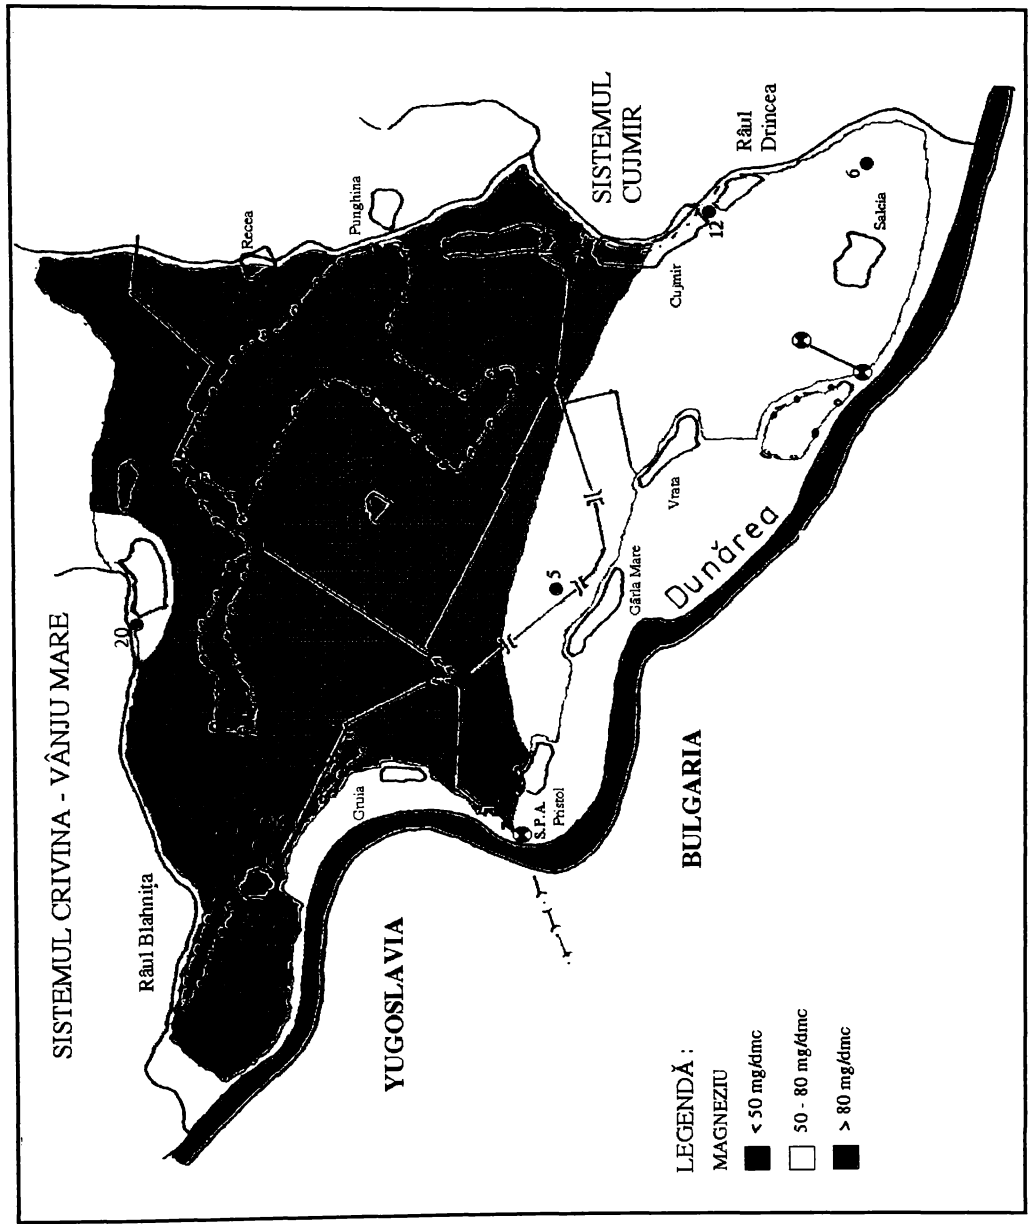 SISTEMUL CRIVINA - VÂNJU MARE
Râul Blahnița
20
Recea
Punghina
SISTEMUL
CUJMIR
Râul
Drincea
12
6
Salcia
Cujmir
Vrata
5
Gârla Mare
Dunărea
Gruia
S.P.A.
Pristol
YUGOSLAVIA
BULGARIA
LEGENDĂ :
MAGNEZIU
< 50 mg/dmc
50 - 80 mg/dmc
> 80 mg/dmc